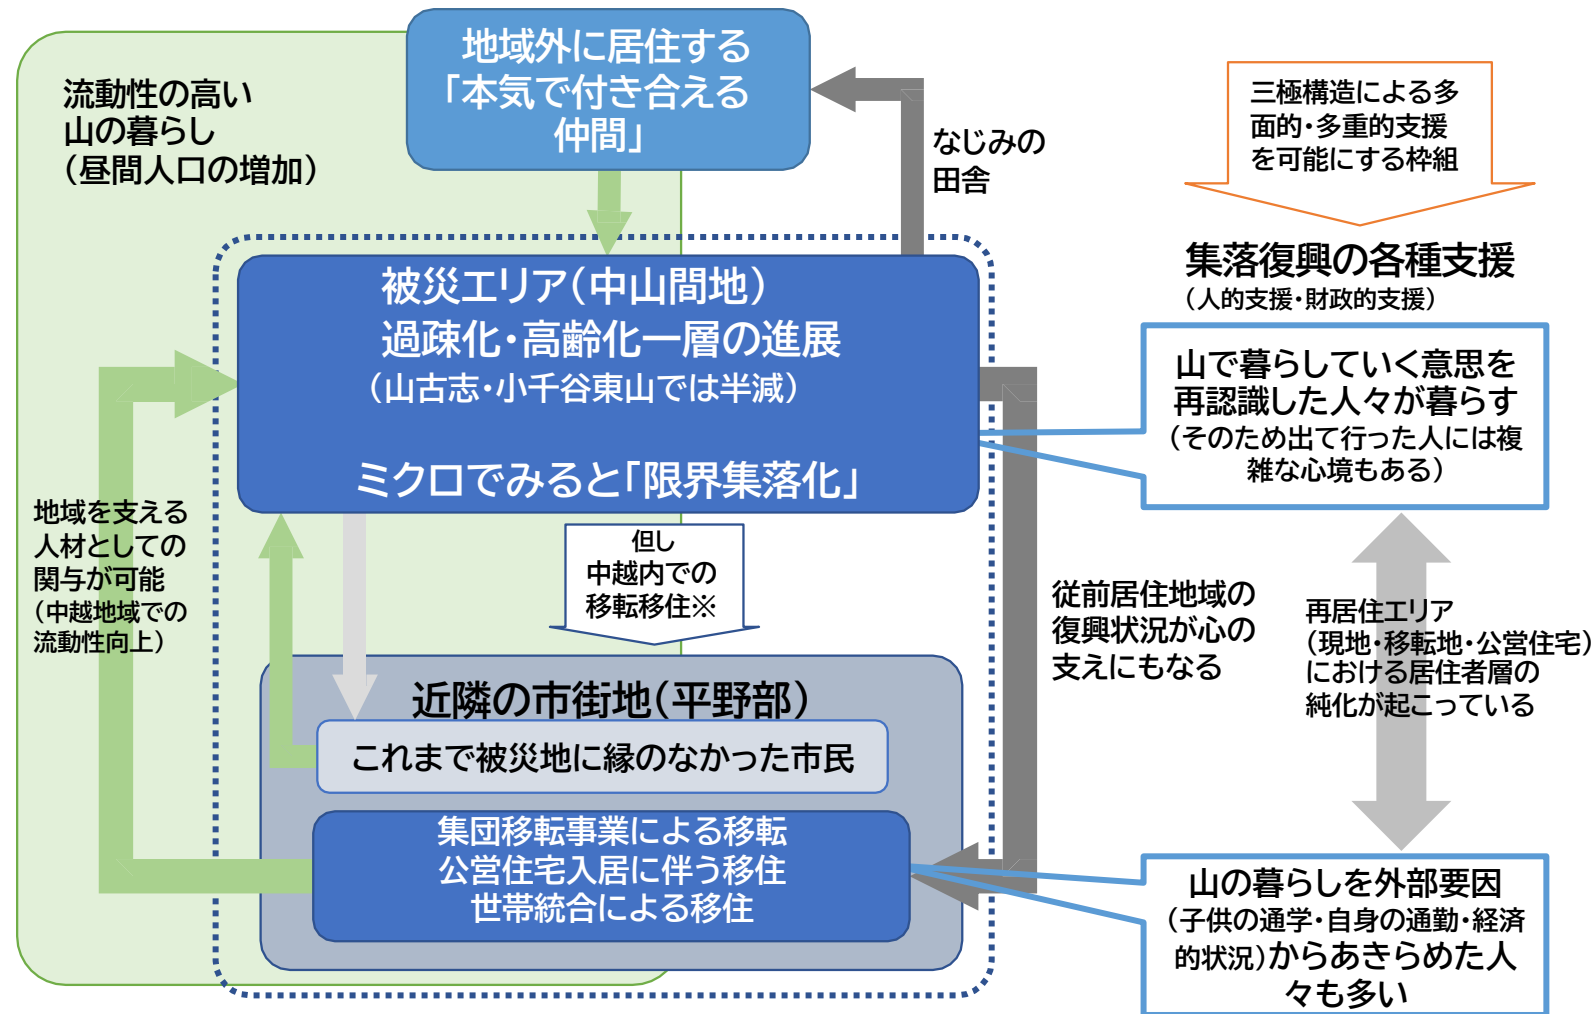 地域外に居住する
「本気で付き合える
仲間」
流動性の高い
山の暮らし
（昼間人口の増加）
なじみの
田舎
三極構造による多
面的・多重的支援
を可能にする枠組
集落復興の各種支援
（人的支援・財政的支援）
被災エリア（中山間地）
過疎化・高齢化一層の進展
（山古志・小千谷東山では半減）
ミクロでみると「限界集落化」
山で暮らしていく意思を
再認識した人々が暮らす
（そのため出て行った人には複
雑な心境もある）
地域を支える
人材としての
関与が可能
（中越地域での
流動性向上）
但し
中越内での
移転移住※
従前居住地域の
復興状況が心の
支えにもなる
再居住エリア
（現地・移転地・公営住宅）
における居住者層の
純化が起こっている
近隣の市街地（平野部）
これまで被災地に縁のなかった市民
集団移転事業による移転
公営住宅入居に伴う移住
世帯統合による移住
山の暮らしを外部要因
（子供の通学・自身の通勤・経済
的状況）からあきらめた人
々も多い